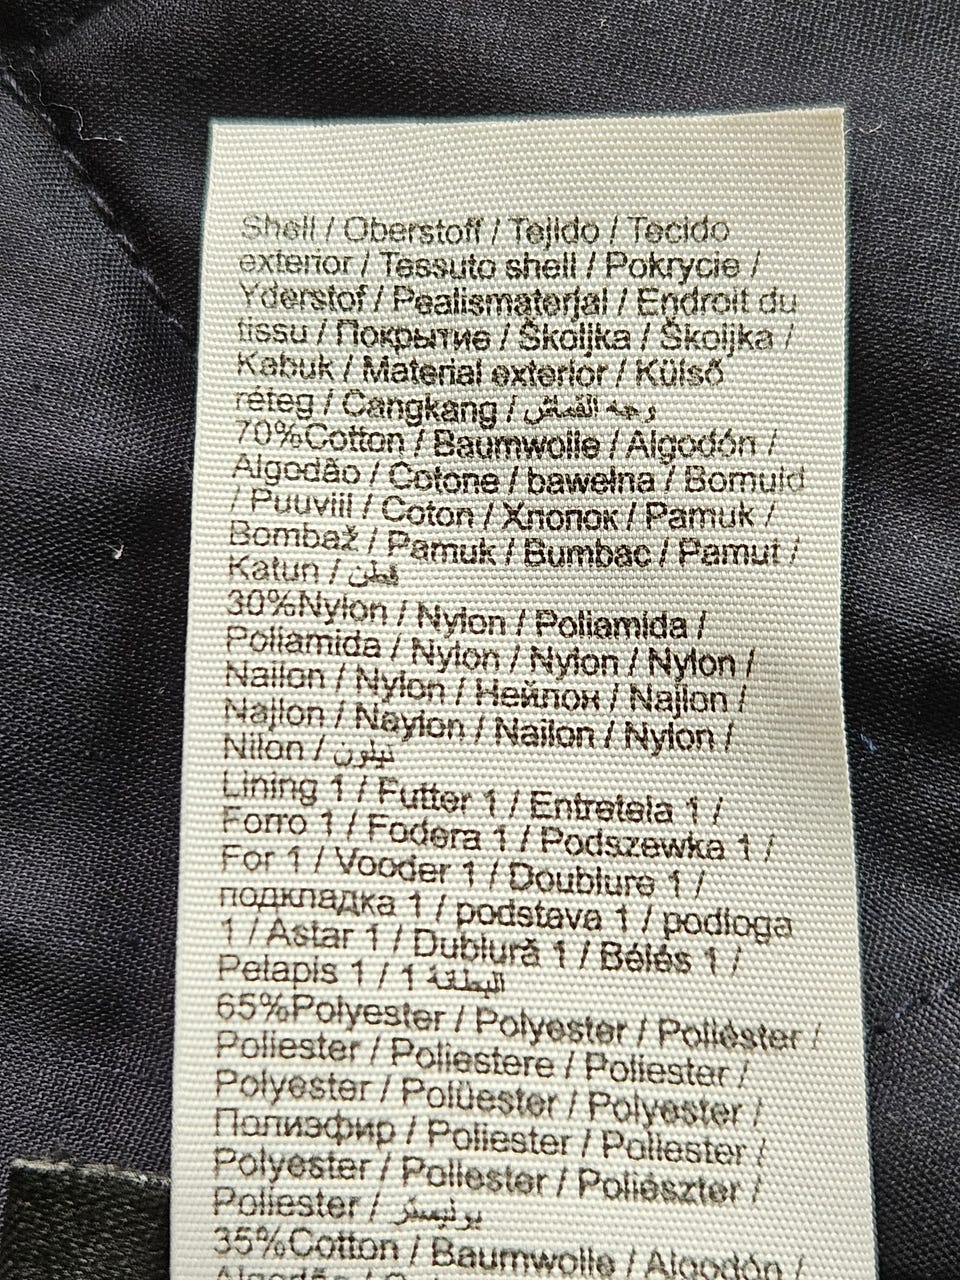 Shell / Oberstoff / Tejido / Tecido
exterior / Tessuto shell / Pokrycie /
Yderstof / Pealismaterjal / Endroit du
tissu / Покрытие / Školjka / Školjka /
Kabuk / Material exterior / Külső
réteg / Cangkang / وجه القماش
70%Cotton / Baumwolle / Algodón /
Algodão / Cotone / bawełna / Bomuld
/ Puuvill / Coton / Хлопок / Pamuk /
Bombaž / Pamuk / Bumbac / Pamut /
Katun / قطن
30%Nylon / Nylon / Poliamida /
Poliamida / Nylon / Nylon / Nylon /
Nailon / Nylon / Нейлон / Najlon /
Najlon / Naylon / Nailon / Nylon /
Nilon / نيلون
Lining 1 / Futter 1 / Entretela 1 /
Forro 1 / Fodera 1 / Podszewka 1 /
For 1 / Vooder 1 / Doublure 1 /
подкладка 1 / podstava 1 / podloga
1 / Astar 1 / Dublură 1 / Bélés 1 /
Pelapis 1 / 1 البطانة
65%Polyester / Polyester / Poliéster /
Poliester / Poliestere / Poliester /
Polyester / Polüester / Polyester /
Полиэфир / Poliester / Poliester /
Polyester / Poliester / Poliészter /
Poliester / بوليستر
35%Cotton / Baumwolle / Algodón /
Algodão /